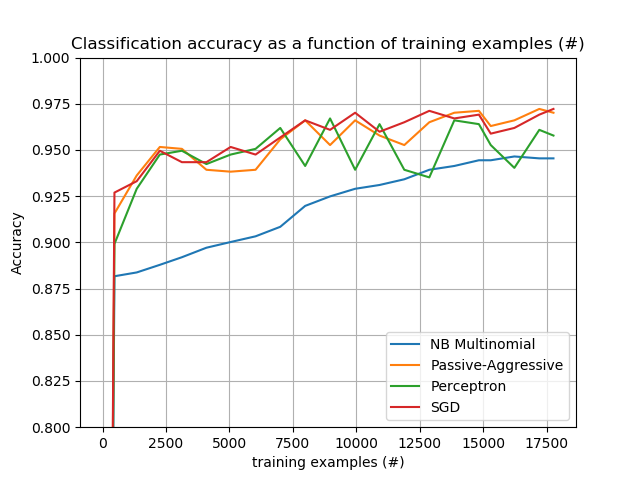 Classification accuracy as a function of training examples (#)
1.000
0.975
0.950
0.925
0.900
0.875
0.850
0.825
0.800
Accuracy
NB Multinomial
Passive-Aggressive
Perceptron
SGD
0 2500 5000 7500 10000 12500 15000 17500
training examples (#)